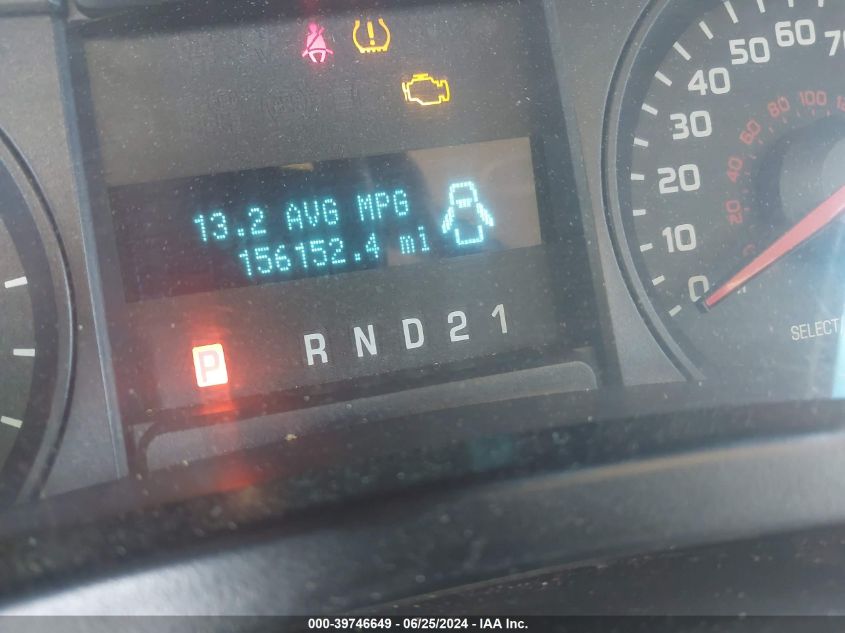 13.2 AVG MPG
156152.4 mi
P R N D 2 1
0 10 20 30 40 50 60 70
20 40 60 80 100
SELECT/
000-39746649 - 06/25/2024 - IAA Inc.